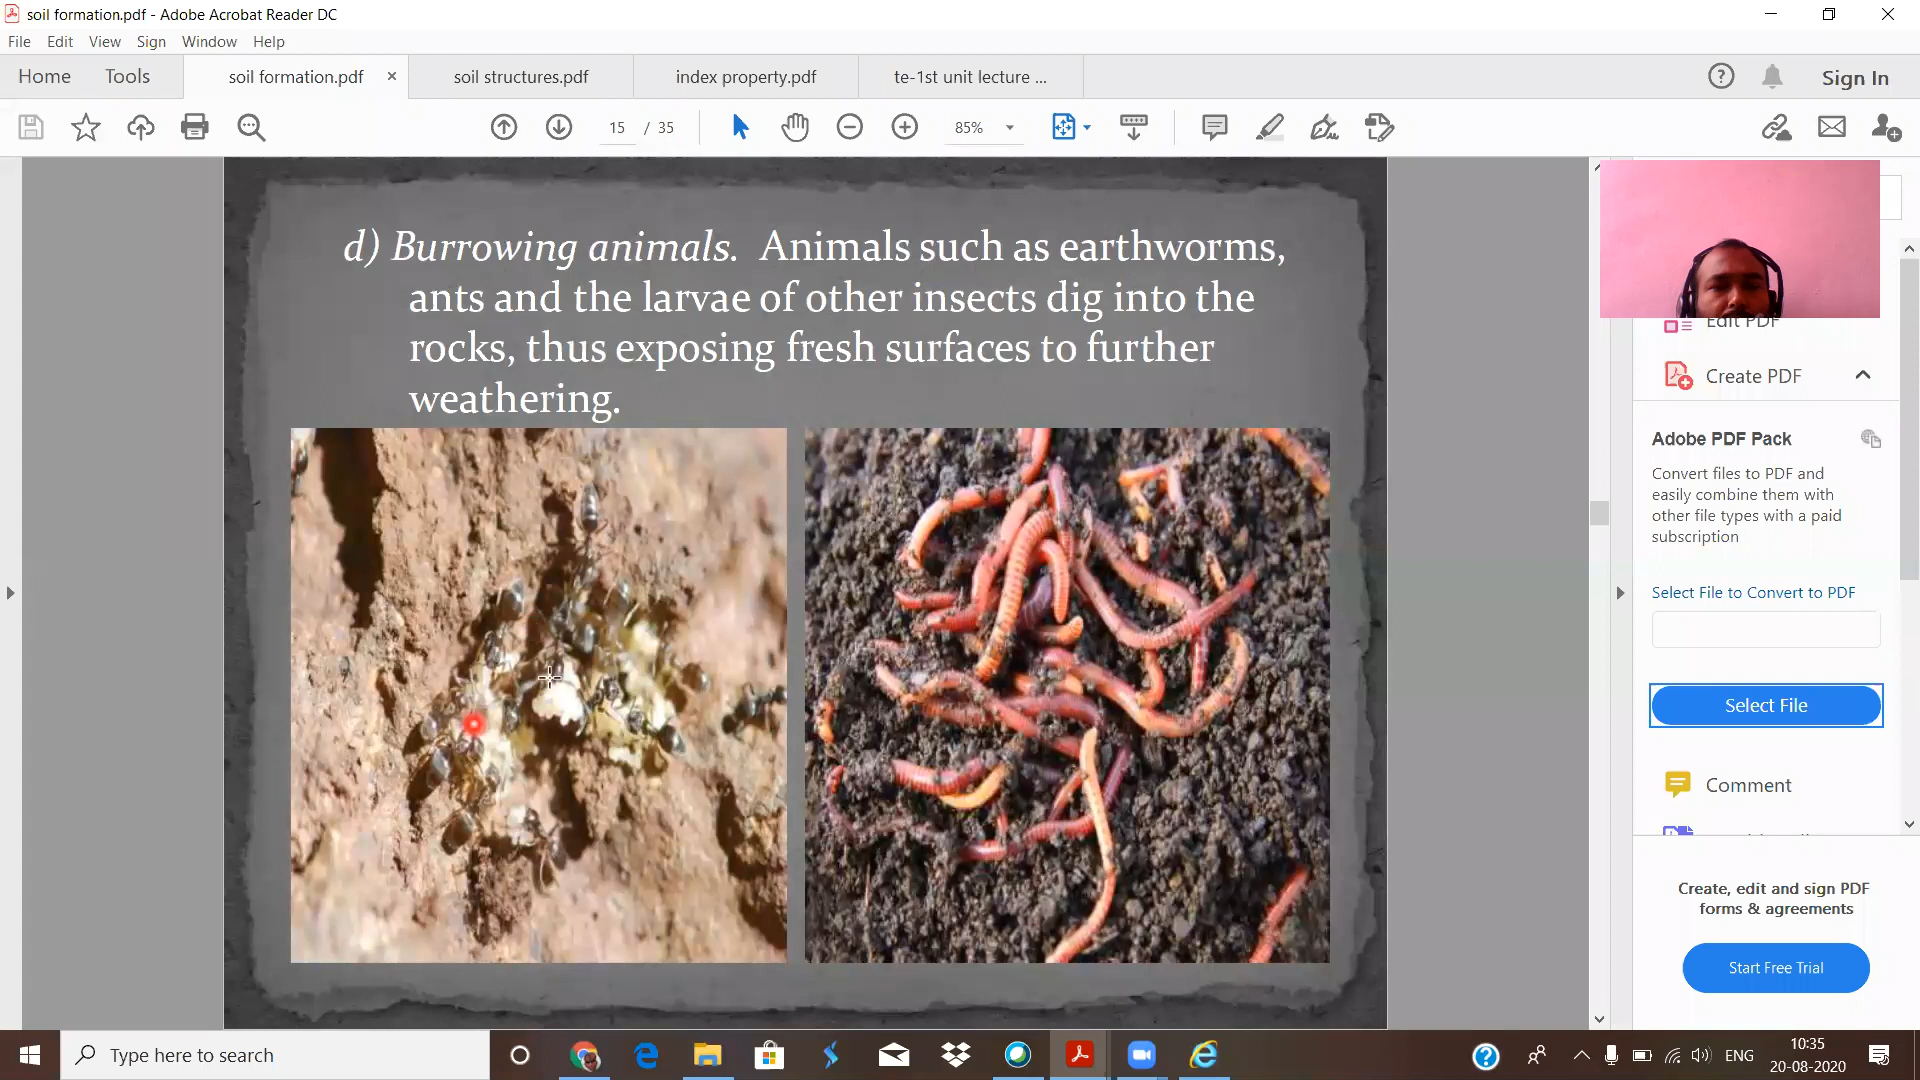 soil formation.pdf - Adobe Acrobat Reader DC
File Edit View Sign Window Help
Home Tools soil formation.pdf × soil structures.pdf index property.pdf te-1st unit lecture ... Sign In
15 / 35 85%
d) Burrowing animals. Animals such as earthworms,
ants and the larvae of other insects dig into the
rocks, thus exposing fresh surfaces to further
weathering.
Edit PDF
Create PDF
Adobe PDF Pack
Convert files to PDF and
easily combine them with
other file types with a paid
subscription
Select File to Convert to PDF
Select File
Comment
Create, edit and sign PDF
forms & agreements
Start Free Trial
Type here to search
ENG
10:35
20-08-2020